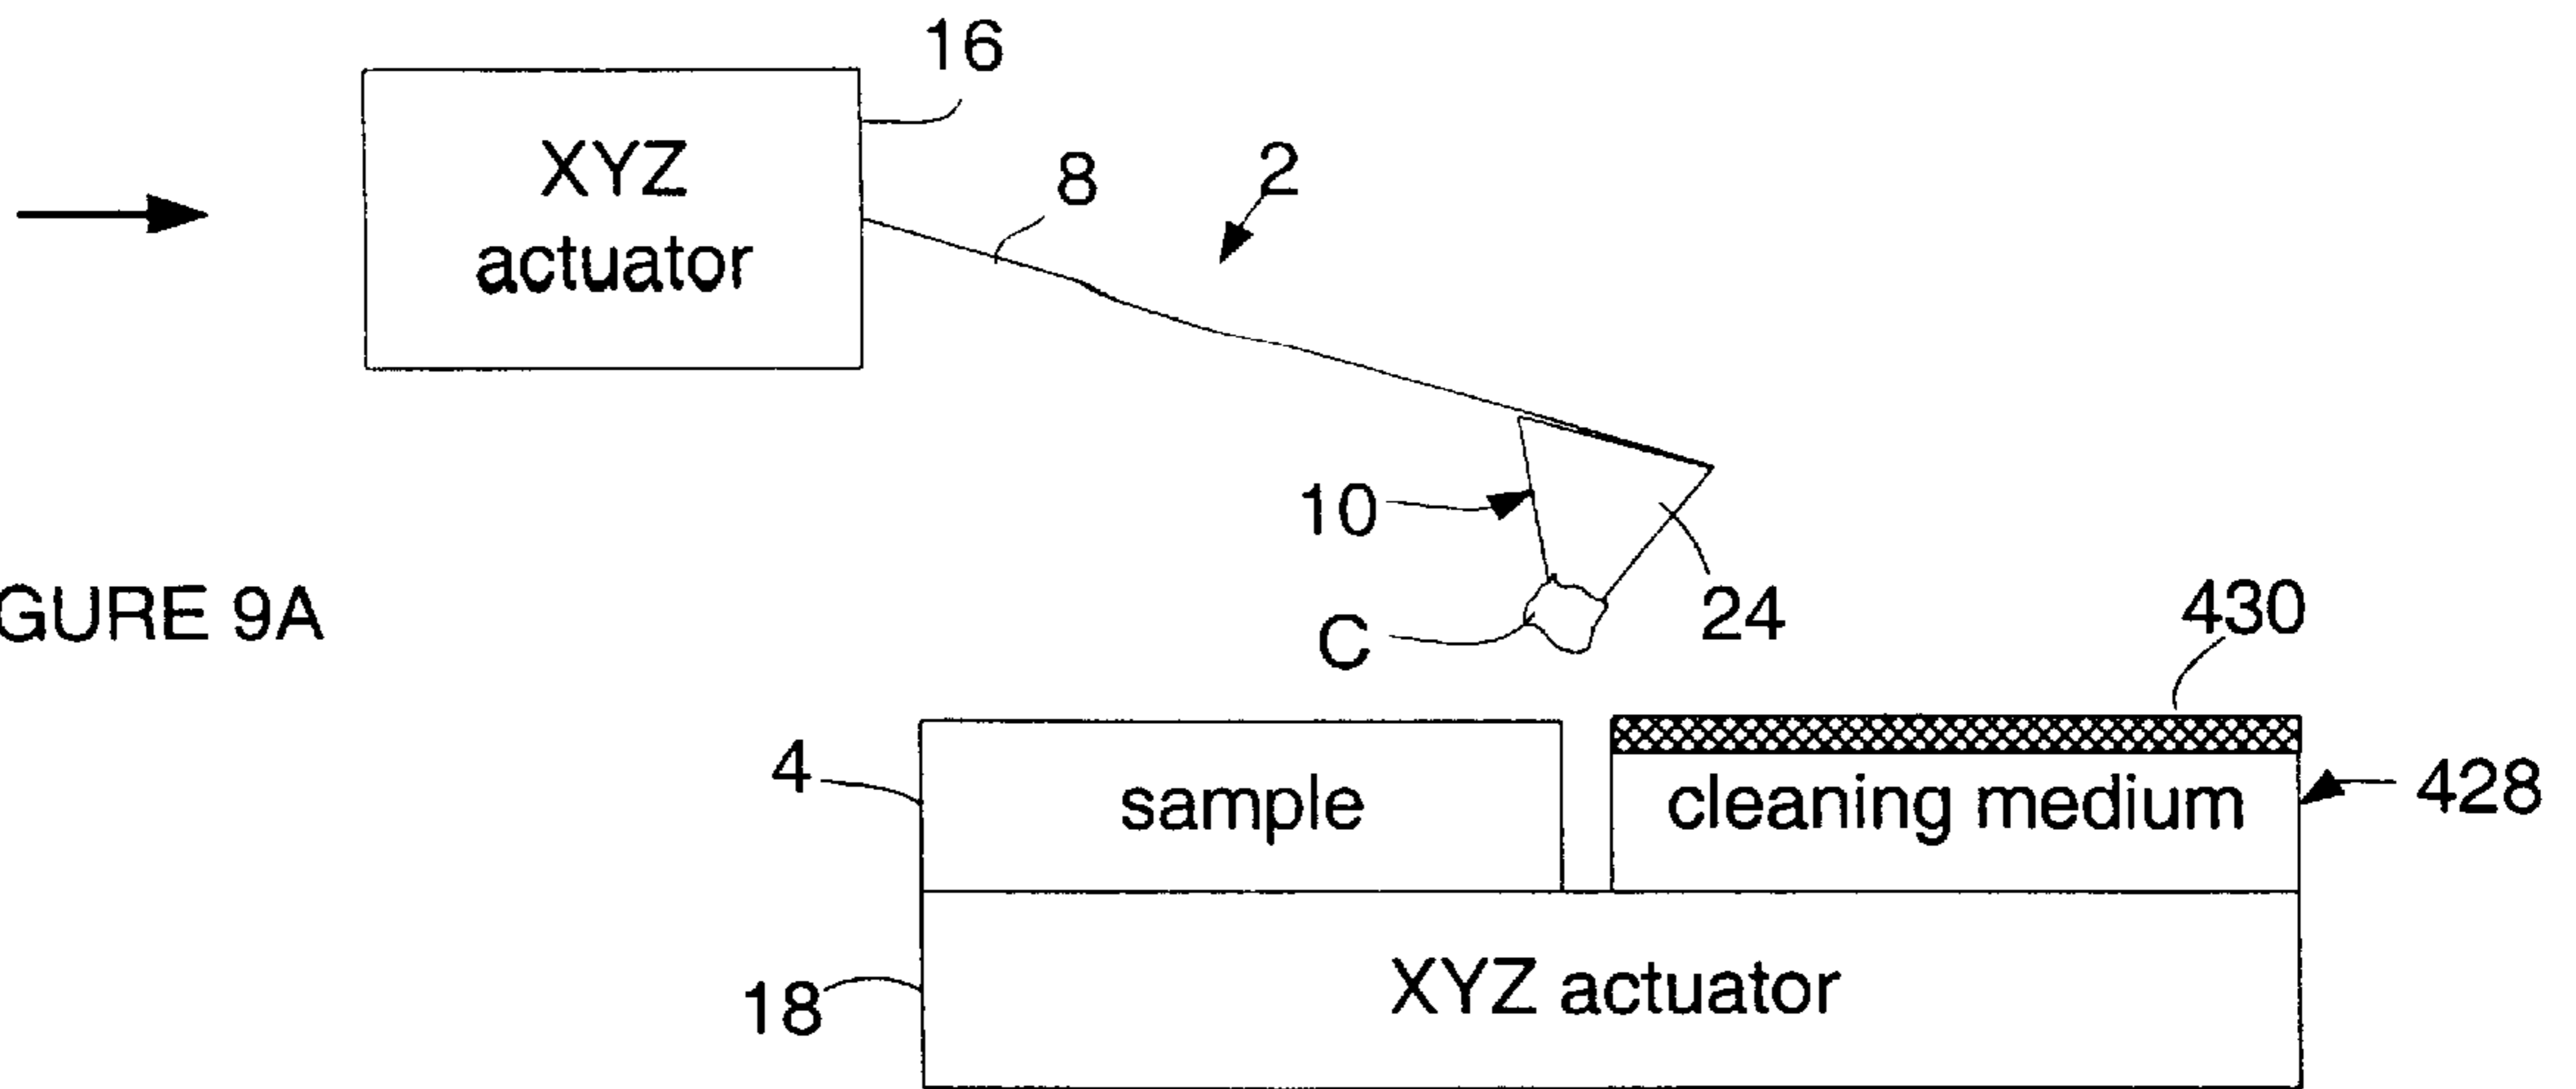 16
XYZ
actuator
8
2
10
24
C
GURE 9A
430
4
sample
cleaning medium
428
18
XYZ actuator